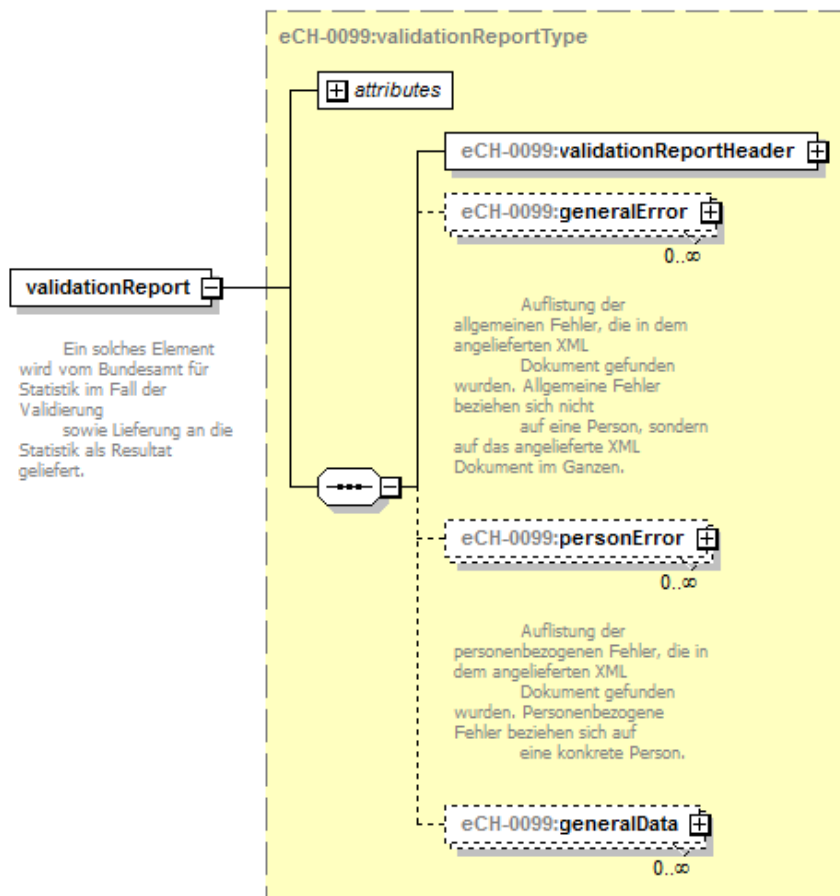 eCH-0099:validationReportType
attributes
eCH-0099:validationReportHeader
eCH-0099:generalError
0..∞
Auflistung der
allgemeinen Fehler, die in dem
angelieferten XML
Dokument gefunden
wurden. Allgemeine Fehler
beziehen sich nicht
auf eine Person, sondern
auf das angelieferte XML
Dokument im Ganzen.
validationReport
Ein solches Element
wird vom Bundesamt für
Statistik im Fall der
Validierung
sowie Lieferung an die
Statistik als Resultat
geliefert.
eCH-0099:personError
0..∞
Auflistung der
personenbezogenen Fehler, die in
dem angelieferten XML
Dokument gefunden
wurden. Personenbezogene
Fehler beziehen sich auf
eine konkrete Person.
eCH-0099:generalData
0..∞